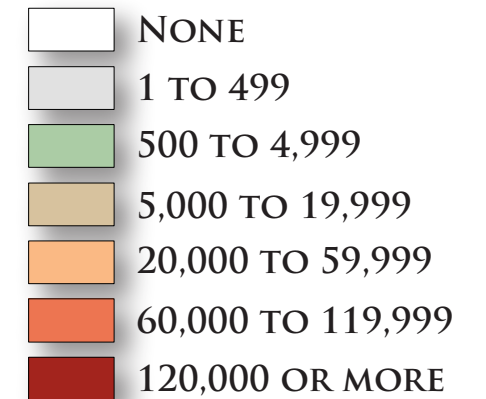 None
1 to 499
500 to 4,999
5,000 to 19,999
20,000 to 59,999
60,000 to 119,999
120,000 or more